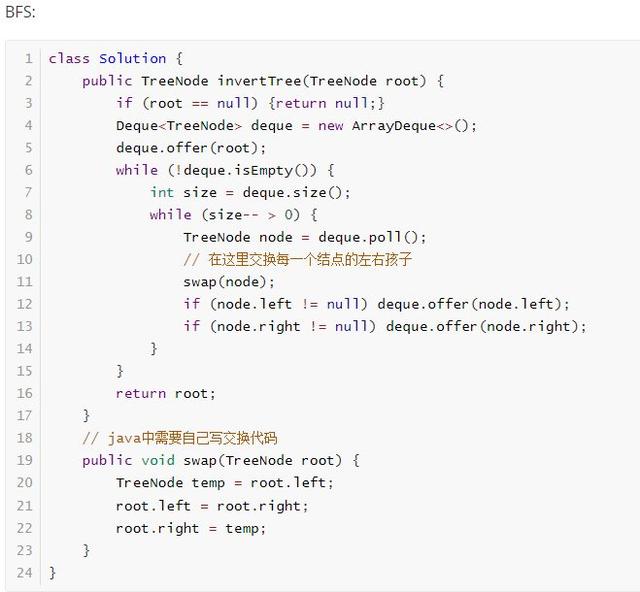 BFS:
1 class Solution {
2     public TreeNode invertTree(TreeNode root) {
3         if (root == null) {return null;}
4         Deque<TreeNode> deque = new ArrayDeque<>();
5         deque.offer(root);
6         while (!deque.isEmpty()) {
7             int size = deque.size();
8             while (size-- > 0) {
9                 TreeNode node = deque.poll();
10                 // 在这里交换每一个结点的左右孩子
11                 swap(node);
12                 if (node.left != null) deque.offer(node.left);
13                 if (node.right != null) deque.offer(node.right);
14             }
15         }
16         return root;
17     }
18     // java中需要自己写交换代码
19     public void swap(TreeNode root) {
20         TreeNode temp = root.left;
21         root.left = root.right;
22         root.right = temp;
23     }
24 }